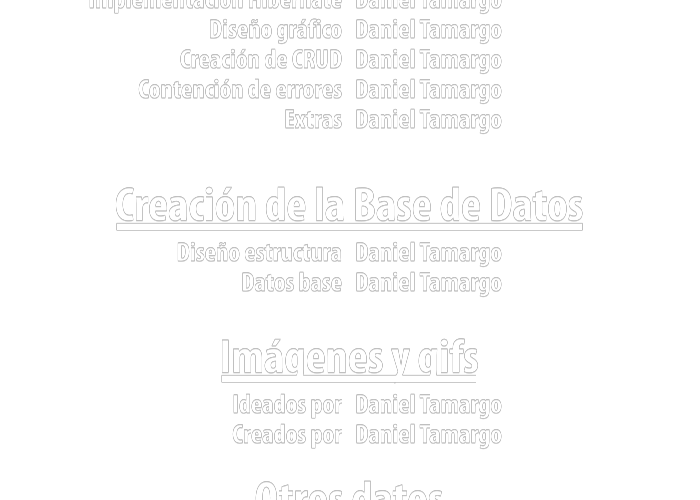 Implementación Hibernate Daniel Tamargo
Diseño gráfico Daniel Tamargo
Creación de CRUD Daniel Tamargo
Contención de errores Daniel Tamargo
Extras Daniel Tamargo
Creación de la Base de Datos
Diseño estructura Daniel Tamargo
Datos base Daniel Tamargo
Imágenes y gifs
Ideados por Daniel Tamargo
Creados por Daniel Tamargo
Otros datos